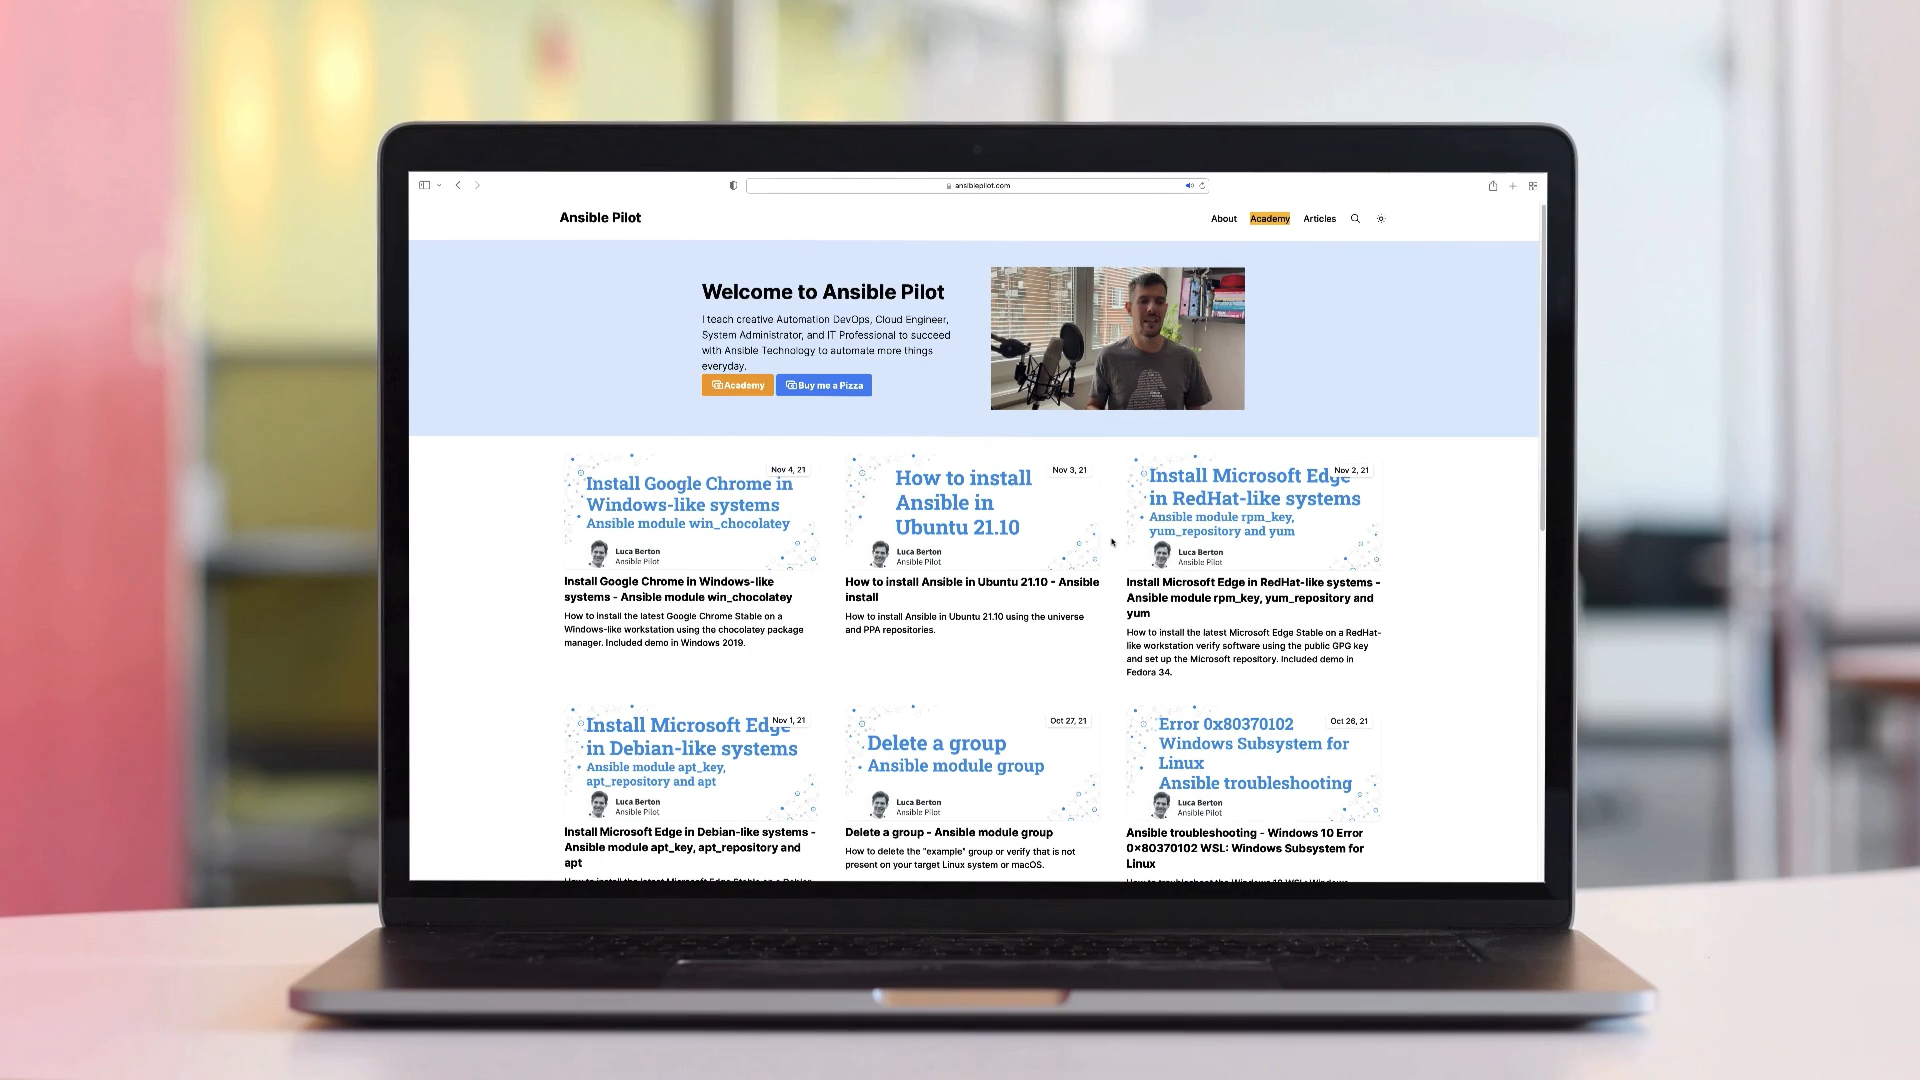 ansiblepilot.com
Ansible Pilot
About Academy Articles
Welcome to Ansible Pilot
I teach creative Automation DevOps, Cloud Engineer,
System Administrator, and IT Professional to succeed
with Ansible Technology to automate more things
everyday.
Academy Buy me a Pizza
Nov 4, 21
Install Google Chrome in
Windows-like systems
Ansible module win_chocolatey
Luca Berton
Ansible Pilot
Install Google Chrome in Windows-like
systems - Ansible module win_chocolatey
How to install the latest Google Chrome Stable on a
Windows-like workstation using the chocolatey package
manager. Included demo in Windows 2019.
Nov 3, 21
How to install
Ansible in
Ubuntu 21.10
Luca Berton
Ansible Pilot
How to install Ansible in Ubuntu 21.10 - Ansible
install
How to install Ansible in Ubuntu 21.10 using the universe
and PPA repositories.
Nov 2, 21
Install Microsoft Edge
in RedHat-like systems
Ansible module rpm_key,
yum_repository and yum
Luca Berton
Ansible Pilot
Install Microsoft Edge in RedHat-like systems -
Ansible module rpm_key, yum_repository and
yum
How to install the latest Microsoft Edge Stable on a RedHat-
like workstation verify software using the public GPG key
and set up the Microsoft repository. Included demo in
Fedora 34.
Nov 1, 21
Install Microsoft Edge
in Debian-like systems
Ansible module apt_key,
apt_repository and apt
Luca Berton
Ansible Pilot
Install Microsoft Edge in Debian-like systems -
Ansible module apt_key, apt_repository and
apt
Oct 27, 21
Delete a group
Ansible module group
Luca Berton
Ansible Pilot
Delete a group - Ansible module group
How to delete the "example" group or verify that is not
present on your target Linux system or macOS.
Oct 26, 21
Error 0x80370102
Windows Subsystem for
Linux
Ansible troubleshooting
Luca Berton
Ansible Pilot
Ansible troubleshooting - Windows 10 Error
0x80370102 WSL: Windows Subsystem for
Linux